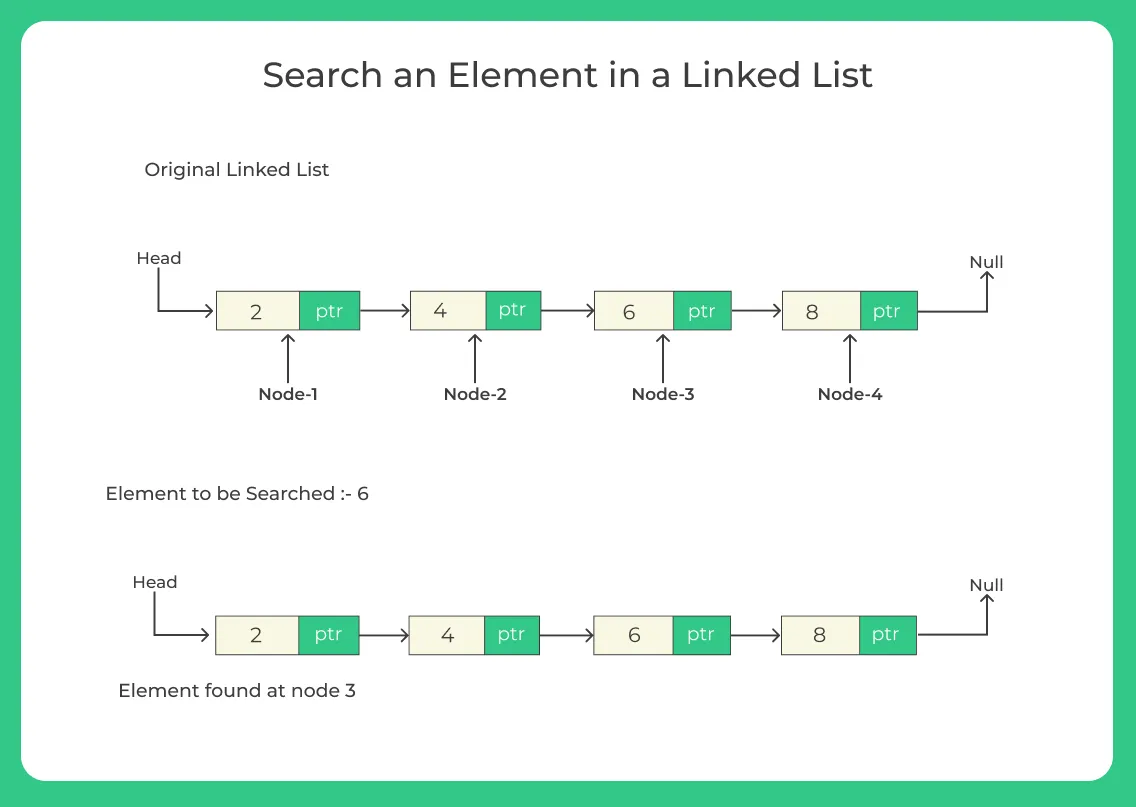 Search an Element in a Linked List
Original Linked List
Head
Null
2 ptr 4 ptr 6 ptr 8 ptr
Node-1 Node-2 Node-3 Node-4
Element to be Searched :- 6
Head
Null
2 ptr 4 ptr 6 ptr 8 ptr
Element found at node 3